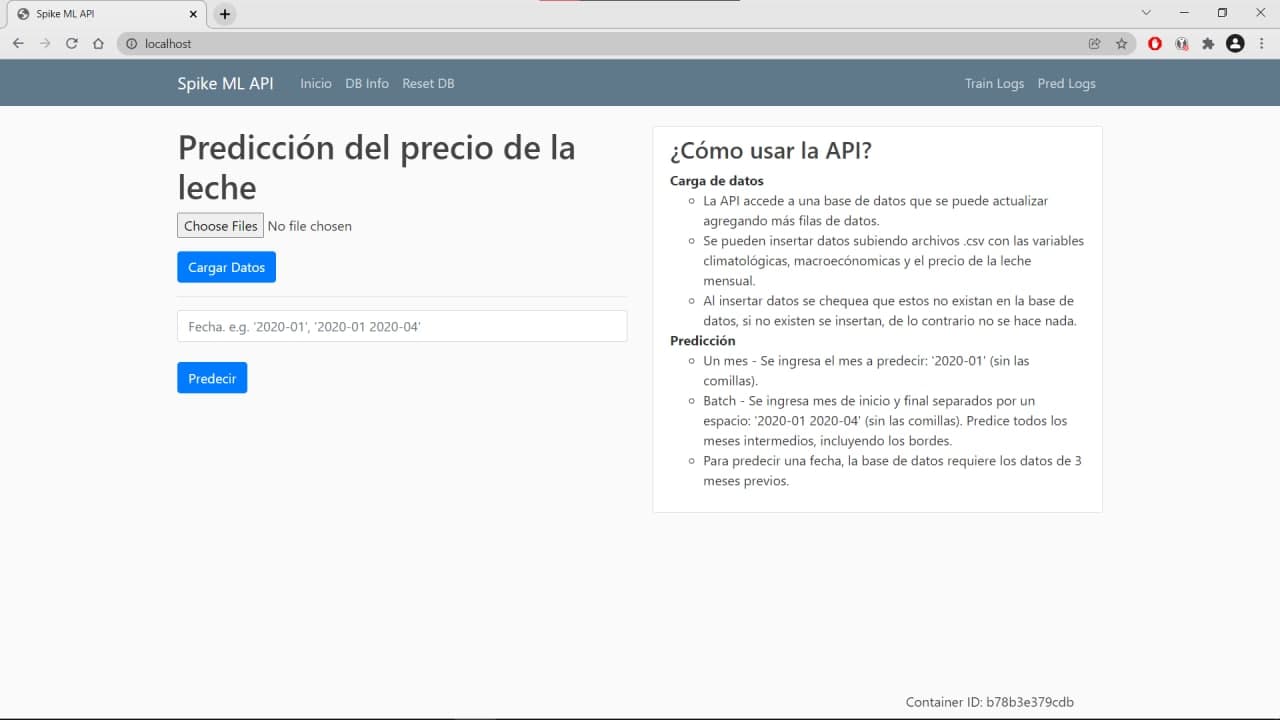 Spike ML API
localhost
Spike ML API Inicio DB Info Reset DB Train Logs Pred Logs
Predicción del precio de la
leche
Choose Files No file chosen
Cargar Datos
Fecha. e.g. '2020-01', '2020-01 2020-04'
Predecir
¿Cómo usar la API?
Carga de datos
La API accede a una base de datos que se puede actualizar
agregando más filas de datos.
Se pueden insertar datos subiendo archivos .csv con las variables
climatológicas, macroecónomicas y el precio de la leche
mensual.
Al insertar datos se chequea que estos no existan en la base de
datos, si no existen se insertan, de lo contrario no se hace nada.
Predicción
Un mes - Se ingresa el mes a predecir: '2020-01' (sin las
comillas).
Batch - Se ingresa mes de inicio y final separados por un
espacio: '2020-01 2020-04' (sin las comillas). Predice todos los
meses intermedios, incluyendo los bordes.
Para predecir una fecha, la base de datos requiere los datos de 3
meses previos.
Container ID: b78b3e379cdb